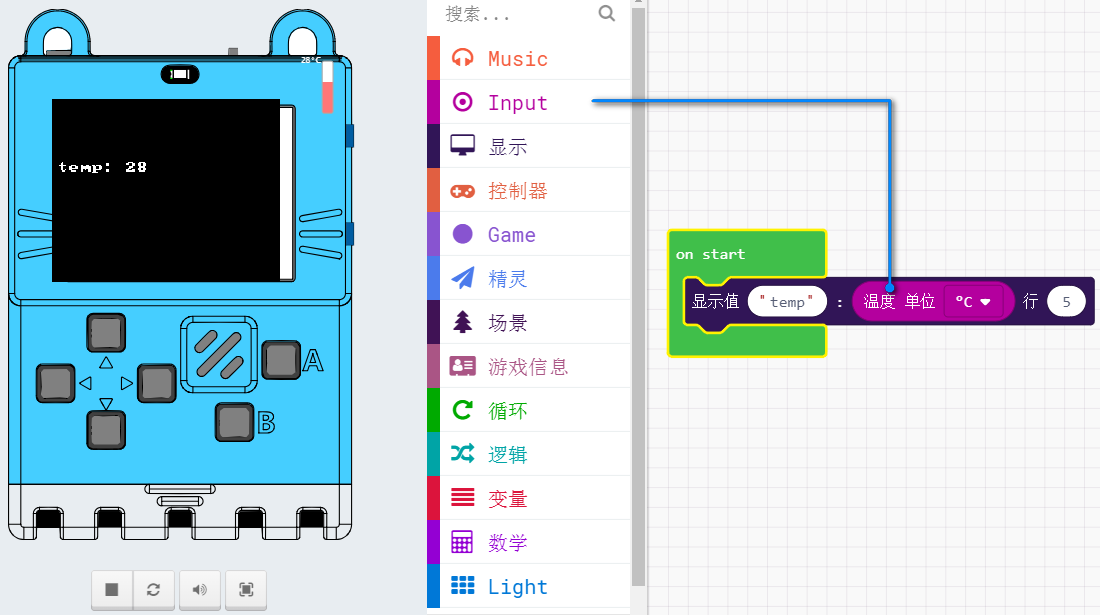 28°C
temp: 28
A
B
搜索...
Music
Input
显示
控制器
Game
精灵
场景
游戏信息
循环
逻辑
变量
数学
Light
on start
显示值 "temp" : 温度 单位 °C 行 5